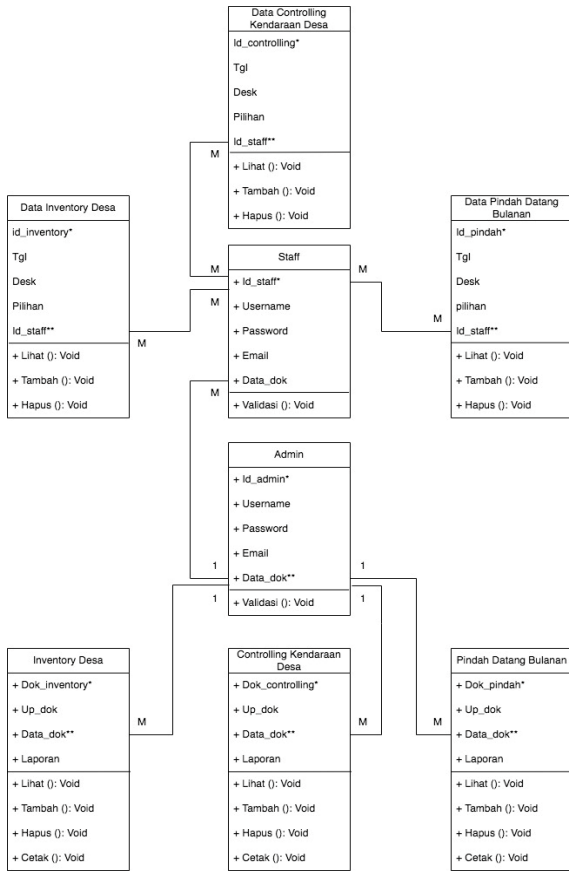 Data Controlling
Kendaraan Desa
Id_controlling*
Tgl
Desk
Pilihan
Id_staff**
M
+ Lihat (): Void
+ Tambah (): Void
+ Hapus (): Void
Data Inventory Desa
id_inventory*
Tgl
Desk
Pilihan
Id_staff**
M
+ Lihat (): Void
+ Tambah (): Void
+ Hapus (): Void
Staff
M
+ Id_staff*
M
M
+ Username
+ Password
+ Email
+ Data_dok
M
+ Validasi (): Void
Data Pindah Datang
Bulanan
Id_pindah*
Tgl
Desk
pilihan
M
Id_staff**
+ Lihat (): Void
+ Tambah (): Void
+ Hapus (): Void
Admin
+ Id_admin*
+ Username
+ Password
+ Email
1
1
+ Data_dok**
1
1
+ Validasi (): Void
Inventory Desa
+ Dok_inventory*
+ Up_dok
M
+ Data_dok**
+ Laporan
+ Lihat (): Void
+ Tambah (): Void
+ Hapus (): Void
+ Cetak (): Void
Controlling Kendaraan
Desa
+ Dok_controlling*
+ Up_dok
M
+ Data_dok**
+ Laporan
+ Lihat (): Void
+ Tambah (): Void
+ Hapus (): Void
+ Cetak (): Void
Pindah Datang Bulanan
+ Dok_pindah*
+ Up_dok
M
+ Data_dok**
+ Laporan
+ Lihat (): Void
+ Tambah (): Void
+ Hapus (): Void
+ Cetak (): Void